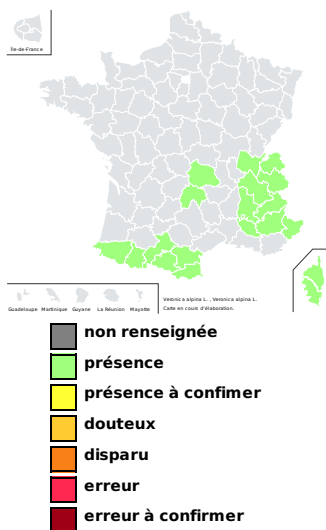 Île-de-France
Veronica alpina L. , Veronica alpina L.
Carte en cours d'élaboration.
Guadeloupe Martinique Guyane La Réunion Mayotte
non renseignée
présence
présence à confimer
douteux
disparu
erreur
erreur à confirmer